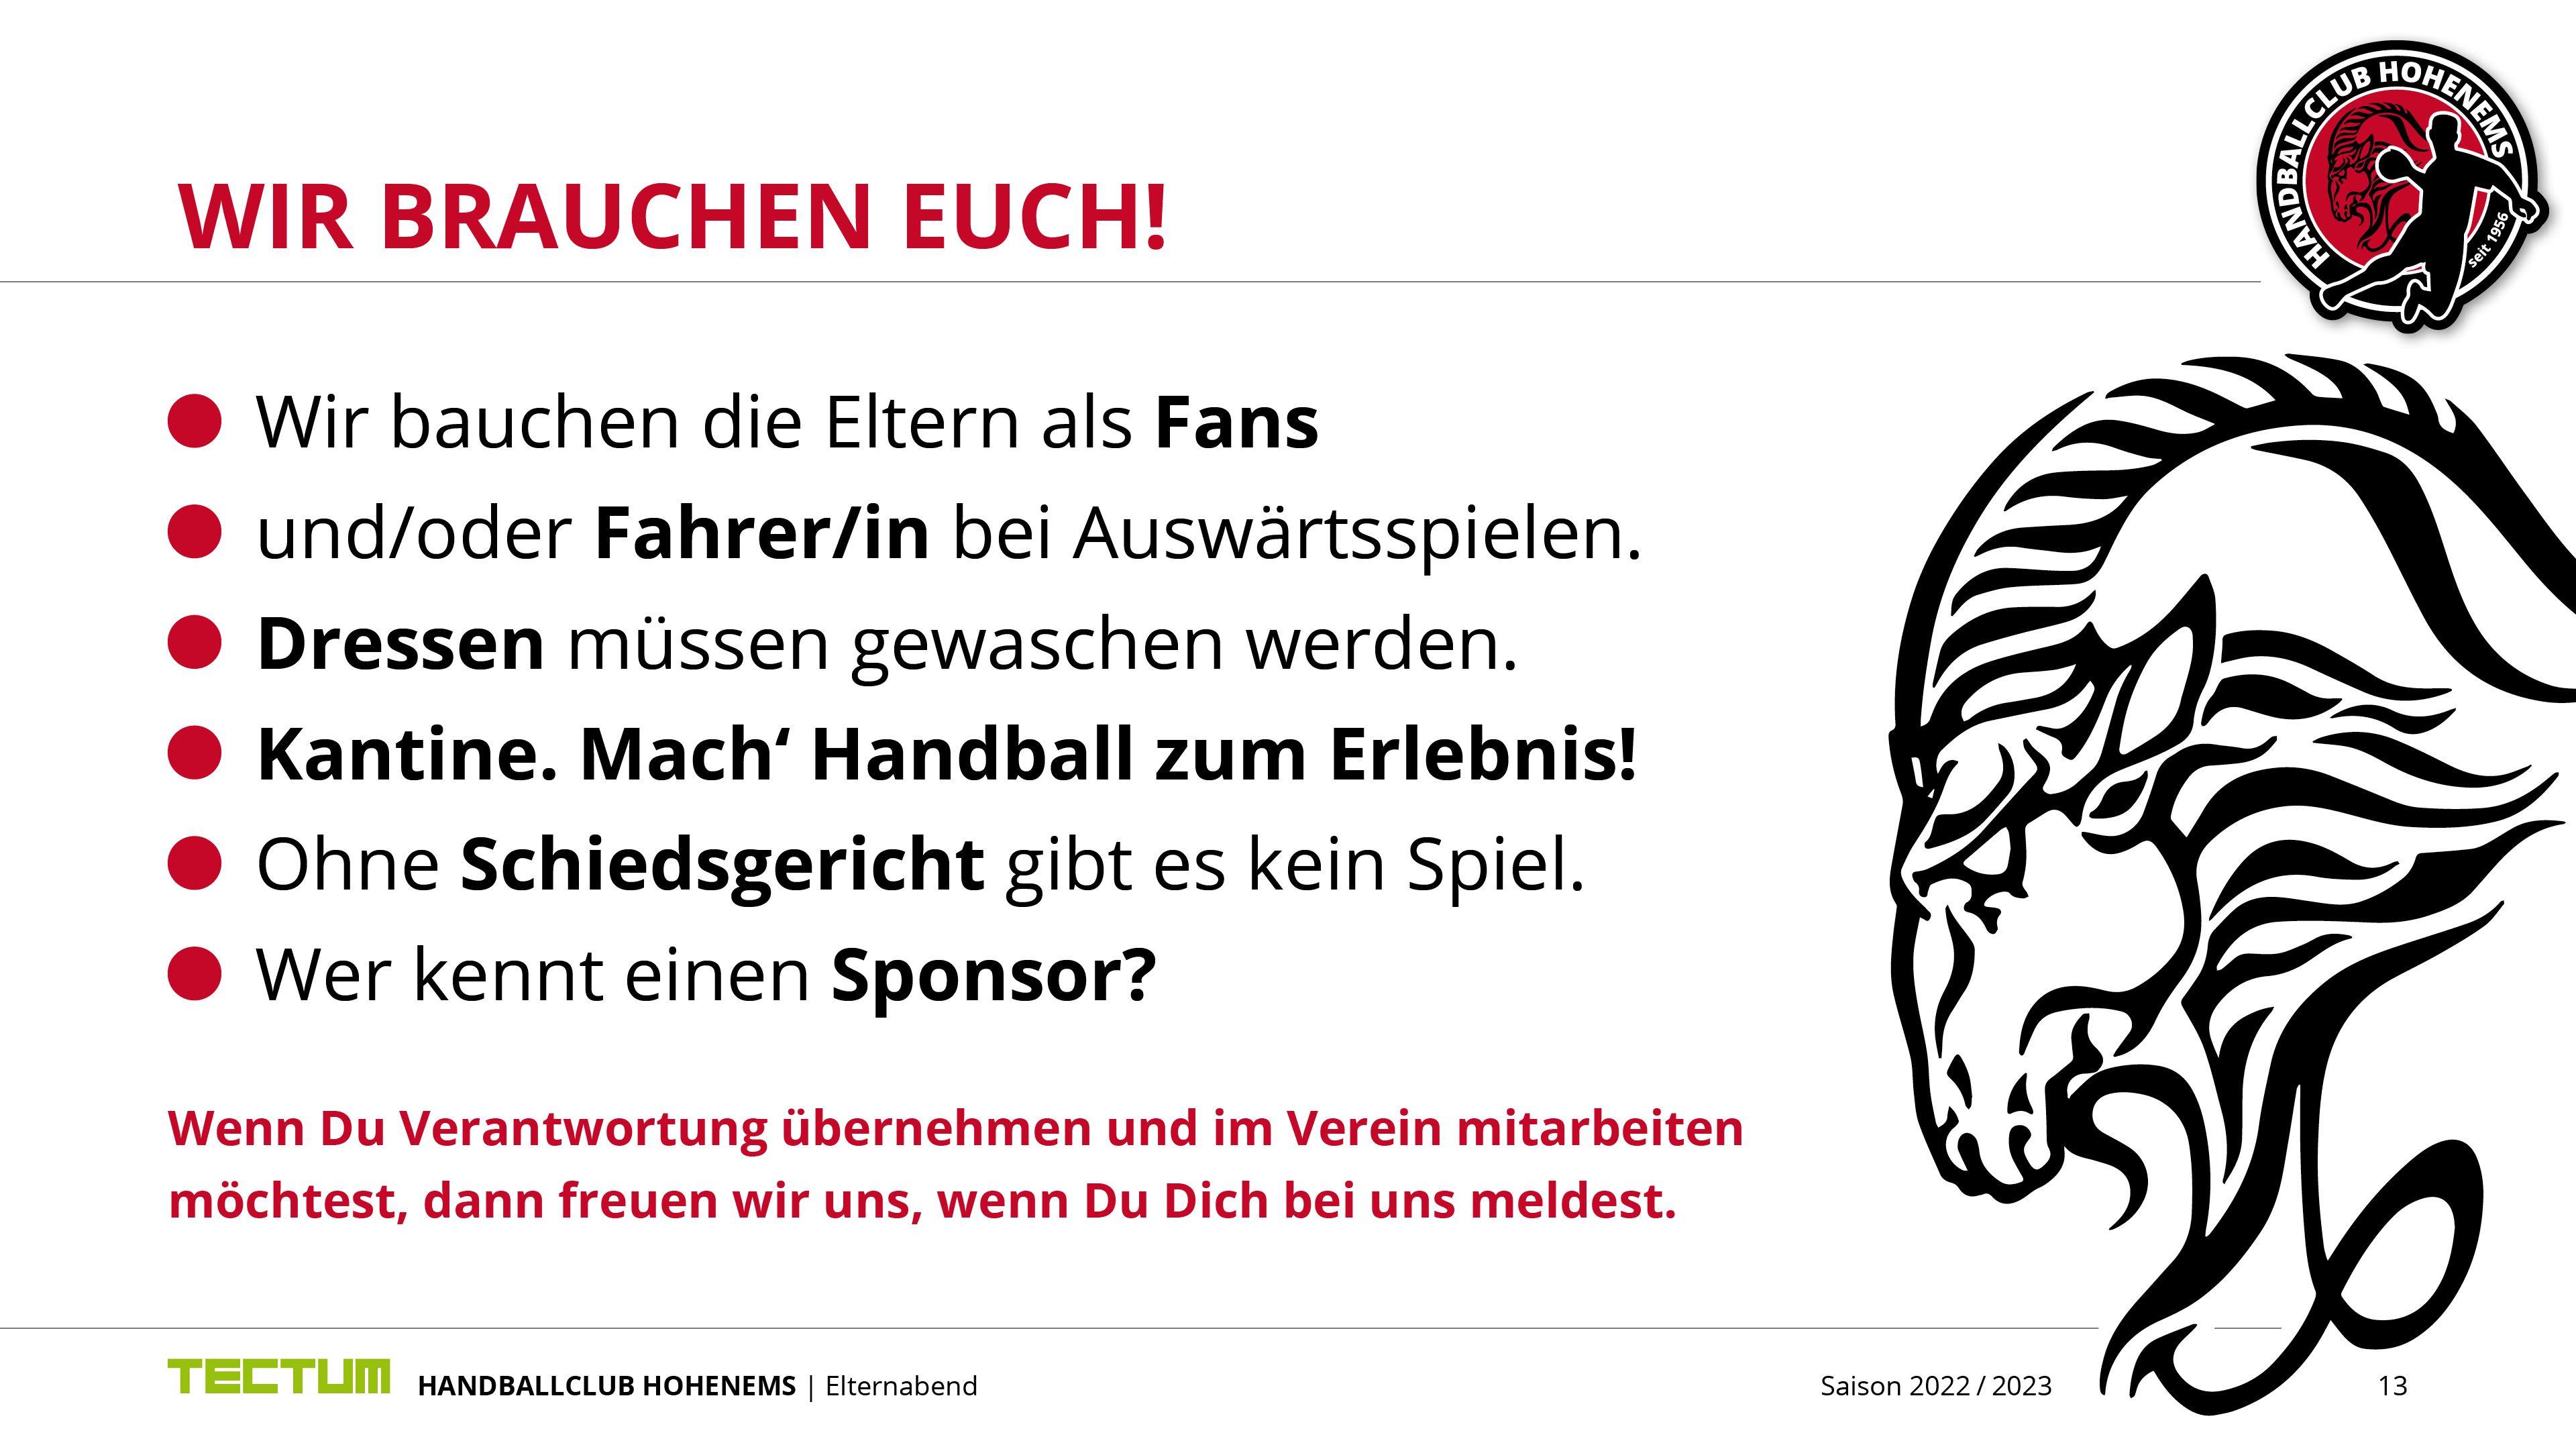 HANDBALLCLUB HOHENEMS
seit 1956
WIR BRAUCHEN EUCH!
Wir bauchen die Eltern als Fans
und/oder Fahrer/in bei Auswärtsspielen.
Dressen müssen gewaschen werden.
Kantine. Mach‘ Handball zum Erlebnis!
Ohne Schiedsgericht gibt es kein Spiel.
Wer kennt einen Sponsor?
Wenn Du Verantwortung übernehmen und im Verein mitarbeiten
möchtest, dann freuen wir uns, wenn Du Dich bei uns meldest.
TECTUM HANDBALLCLUB HOHENEMS | Elternabend Saison 2022 / 2023 13